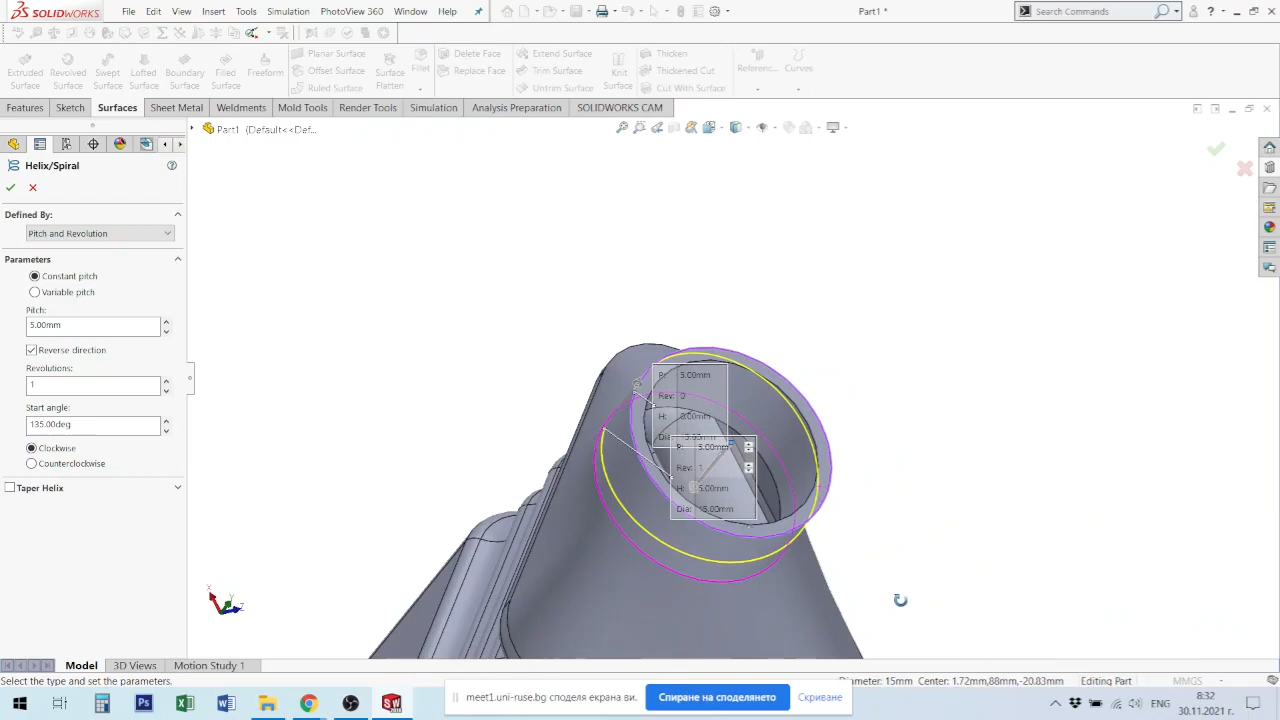 SOLIDWORKS
File Edit View Insert Tools Simulation PhotoView 360 Window Help
Part1 *
Search Commands
Extruded Surface
Revolved Surface
Swept Surface
Lofted Surface
Boundary Surface
Filled Surface
Freeform
Planar Surface
Offset Surface
Ruled Surface
Surface Flatten
Fillet
Delete Face
Replace Face
Extend Surface
Trim Surface
Untrim Surface
Knit Surface
Thicken
Thickened Cut
Cut With Surface
Referenc...
Curves
Features Sketch Surfaces Sheet Metal Weldments Mold Tools Render Tools Simulation Analysis Preparation SOLIDWORKS CAM
Part1 (Default<<Def...
Helix/Spiral
Defined By:
Pitch and Revolution
Parameters
Constant pitch
Variable pitch
Pitch:
5.00mm
Reverse direction
Revolutions:
1
Start angle:
135.00deg
Clockwise
Counterclockwise
Taper Helix
P: 5.00mm
Rev: 0
H: 0.00mm
P: 5.00mm
Rev: 1
H: 5.00mm
Dia: 15.00mm
X
Y
Z
Model 3D Views Motion Study 1
Select the type and set the parameters.
Diameter: 15mm Center: 1.72mm,88mm,-20.83mm
Editing Part
MMGS
meet1.uni-ruse.bg споделя екрана ви.
Спиране на споделянето
Скриване
ENG
8:32
30.11.2021 г.